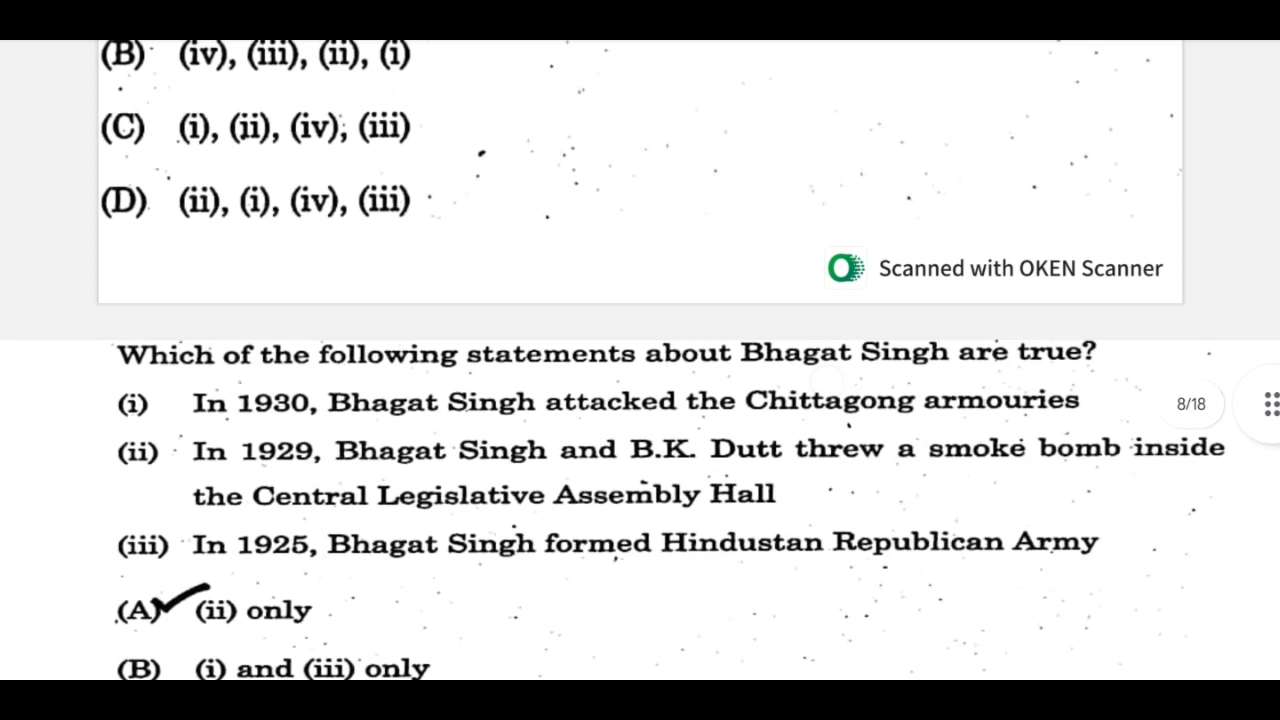 (B) (iv), (iii), (ii), (i)
(C) (i), (ii), (iv), (iii)
(D) (ii), (i), (iv), (iii)
Scanned with OKEN Scanner
Which of the following statements about Bhagat Singh are true?
(i) In 1930, Bhagat Singh attacked the Chittagong armouries
8/18
(ii) In 1929, Bhagat Singh and B.K. Dutt threw a smoke bomb inside
the Central Legislative Assembly Hall
(iii) In 1925, Bhagat Singh formed Hindustan Republican Army
(A) (ii) only
(B) (i) and (iii) only